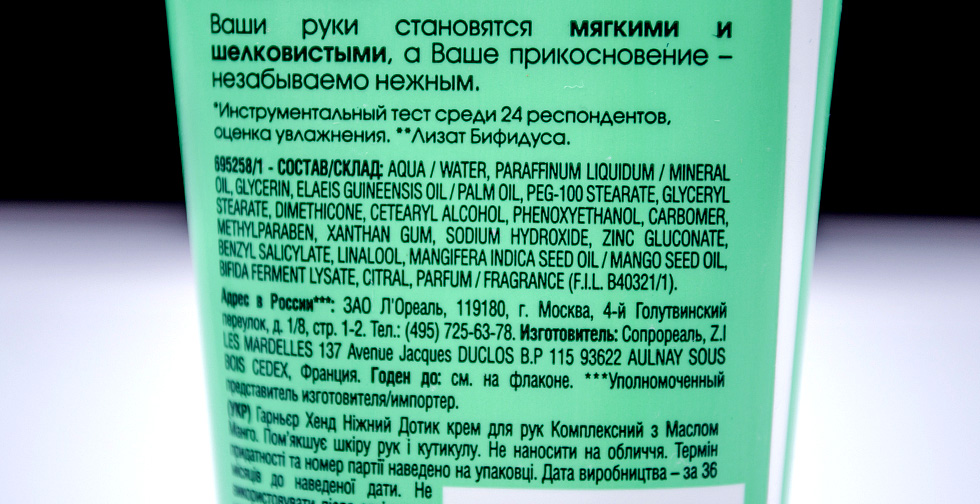 Ваши руки становятся мягкими и
шелковистыми, а Ваше прикосновение –
незабываемо нежным.
*Инструментальный тест среди 24 респондентов,
оценка увлажнения. **Лизат Бифидуса.
695258/1 - СОСТАВ/СКЛАД: AQUA / WATER, PARAFFINUM LIQUIDUM / MINERAL
OIL, GLYCERIN, ELAEIS GUINEENSIS OIL / PALM OIL, PEG-100 STEARATE, GLYCERYL
STEARATE, DIMETHICONE, CETEARYL ALCOHOL, PHENOXYETHANOL, CARBOMER,
METHYLPARABEN, XANTHAN GUM, SODIUM HYDROXIDE, ZINC GLUCONATE,
BENZYL SALICYLATE, LINALOOL, MANGIFERA INDICA SEED OIL / MANGO SEED OIL,
BIFIDA FERMENT LYSATE, CITRAL, PARFUM / FRAGRANCE (F.I.L. B40321/1).
Адрес в России***: ЗАО Л'Ореаль, 119180, г. Москва, 4-й Голутвинский
переулок, д. 1/8, стр. 1-2. Тел.: (495) 725-63-78. Изготовитель: Сопрореаль, Z.I
LES MARDELLES 137 Avenue Jacques DUCLOS B.P 115 93622 AULNAY SOUS
BOIS CEDEX, Франция. Годен до: см. на флаконе. ***Уполномоченный
представитель изготовителя/импортер.
(УКР) Гарньєр Хенд Ніжний Дотик крем для рук Комплексний з Маслом
Манго. Пом'якшує шкіру рук і кутикулу. Не наносити на обличчя. Термін
придатності та номер партії наведено на упаковці. Дата виробництва – за 36
місяців до наведеної дати. Не
використовувати після